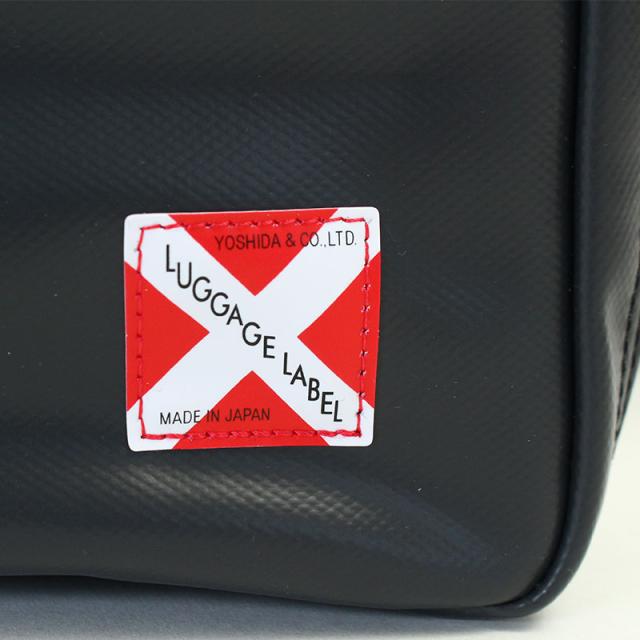 YOSHIDA & CO.,LTD.
LUGGAGE LABEL
MADE IN JAPAN